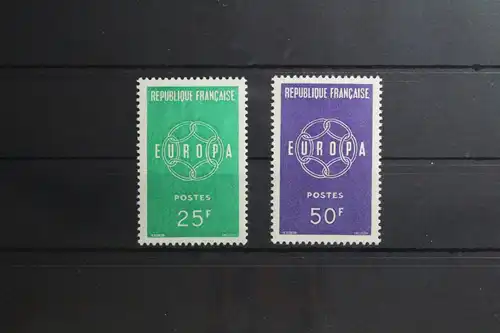 REPUBLIQUE FRANÇAISE
EUROPA
POSTES
25F
REPUBLIQUE FRANÇAISE
EUROPA
POSTES
50F